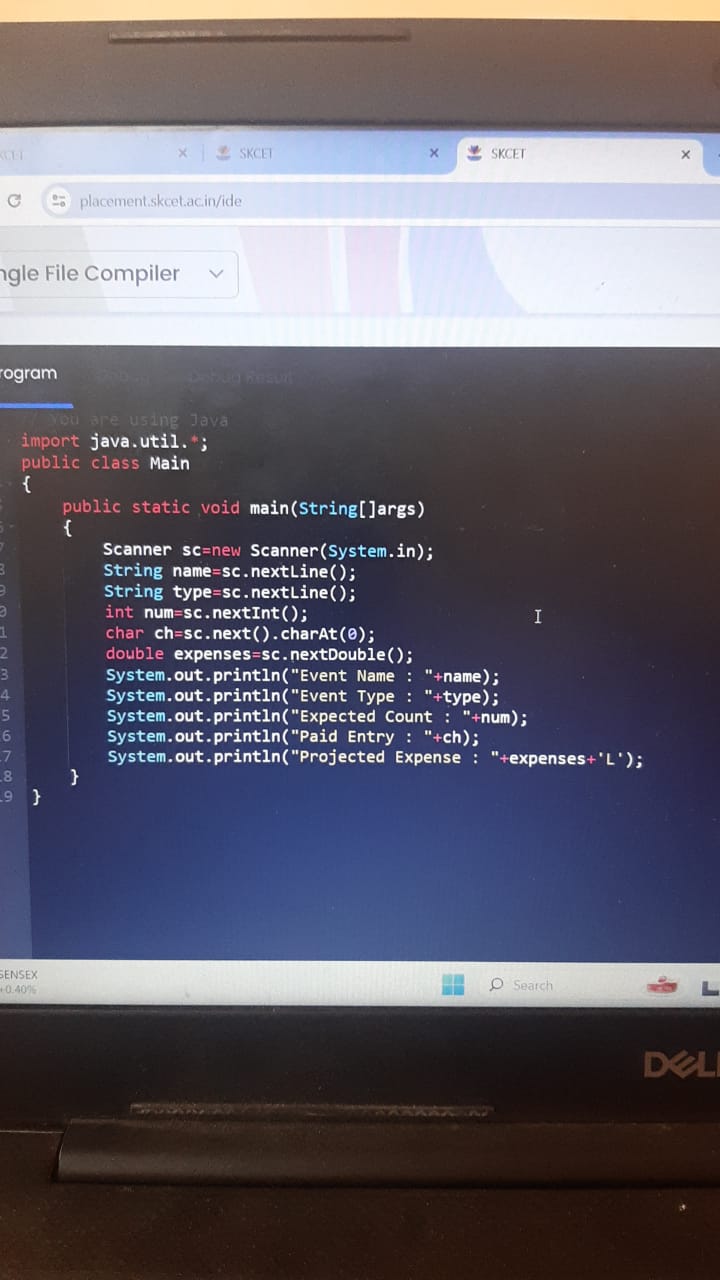 SKCET
SKCET
placement.skcet.ac.in/ide
ngle File Compiler
rogram
Debug Result
You are using Java
import java.util.*;
public class Main
{
public static void main(String[]args)
{
Scanner sc=new Scanner(System.in);
String name=sc.nextLine();
String type=sc.nextLine();
int num=sc.nextInt();
char ch=sc.next().charAt(0);
double expenses=sc.nextDouble();
System.out.println("Event Name : "+name);
System.out.println("Event Type : "+type);
System.out.println("Expected Count : "+num);
System.out.println("Paid Entry : "+ch);
System.out.println("Projected Expense : "+expenses+'L');
}
}
SENSEX
+0.40%
Search
DELL